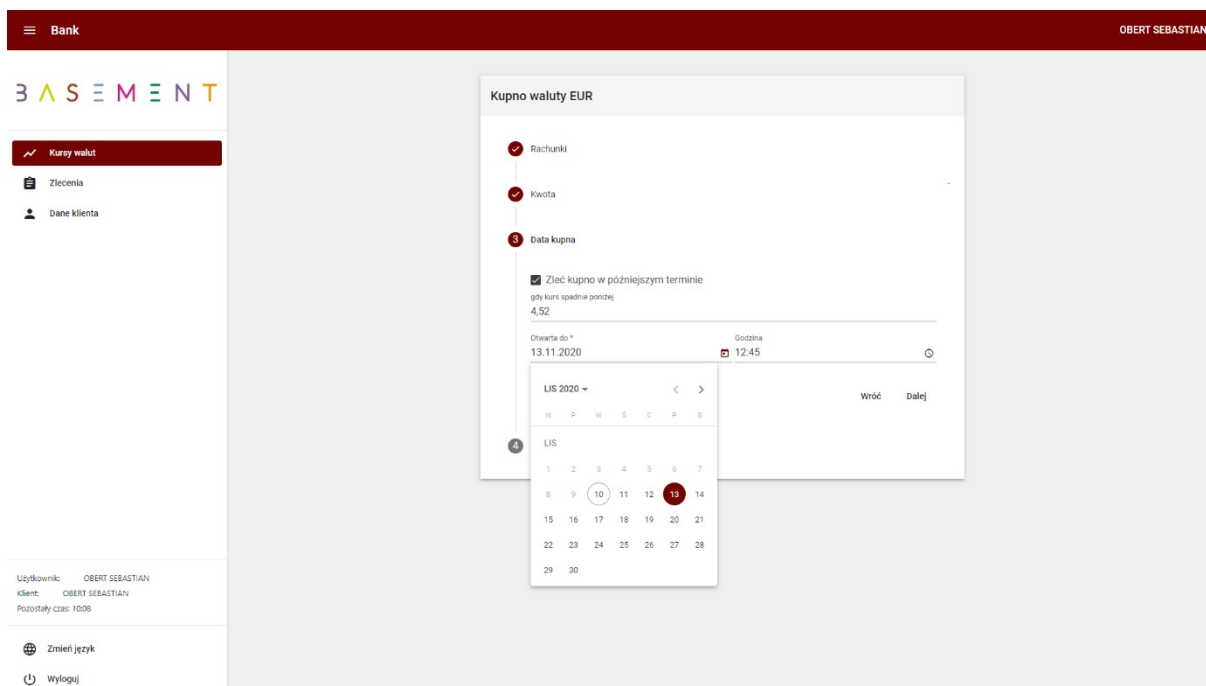 Bank
OBERT SEBASTIAN
BASEMENT
Kursy walut
Zlecenia
Dane klienta
Kupno waluty EUR
Rachunki
Kwota
3 Data kupna
Zleć kupno w późniejszym terminie
gdy kurs spadnie poniżej
4,52
Otwarta do * Godzina
13.11.2020 12:45
LIS 2020
N P W Ś C P S
LIS
1 2 3 4 5 6 7
8 9 10 11 12 13 14
15 16 17 18 19 20 21
22 23 24 25 26 27 28
29 30
Wróć Dalej
4
Użytkownik: OBERT SEBASTIAN
Klient: OBERT SEBASTIAN
Pozostały czas: 10:08
Zmień język
Wyloguj